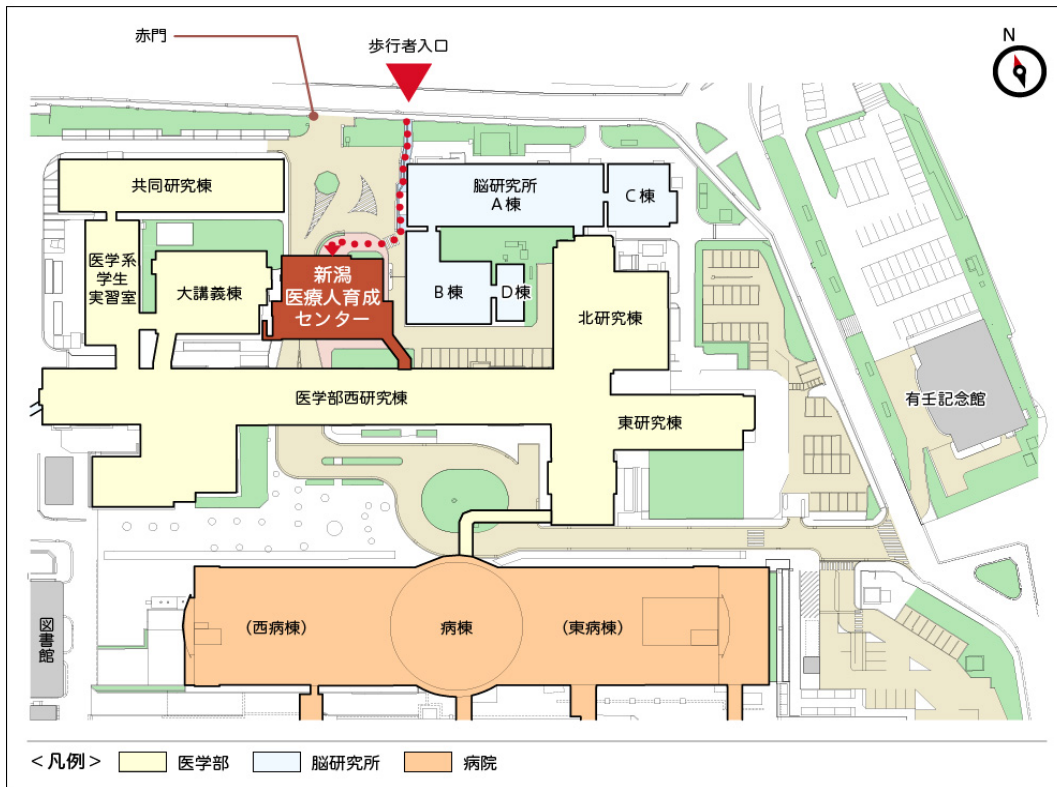 赤門
歩行者入口
N
共同研究棟
脳研究所
A棟
C棟
医学系
学生
実習室
大講義棟
新潟
医療人育成
センター
B棟
D棟
北研究棟
医学部西研究棟
東研究棟
有壬記念館
図書館
(西病棟)
病棟
(東病棟)
<凡例>
医学部
脳研究所
病院